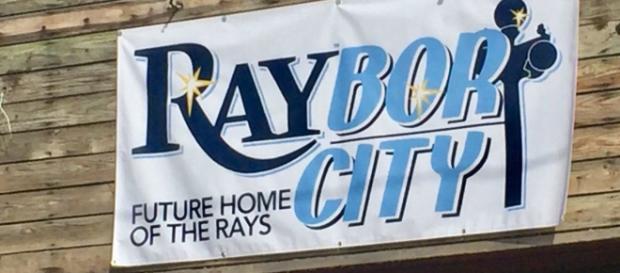 RAYBOR
CITY
FUTURE HOME
OF THE RAYS